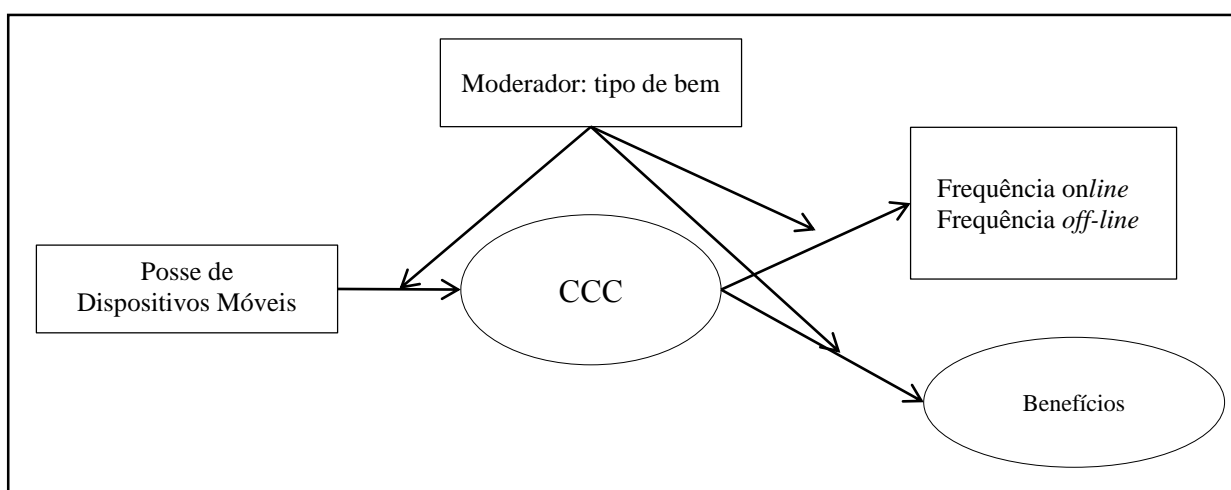 Moderador: tipo de bem
Frequência online
Frequência off-line
Posse de
Dispositivos Móveis
CCC
Benefícios